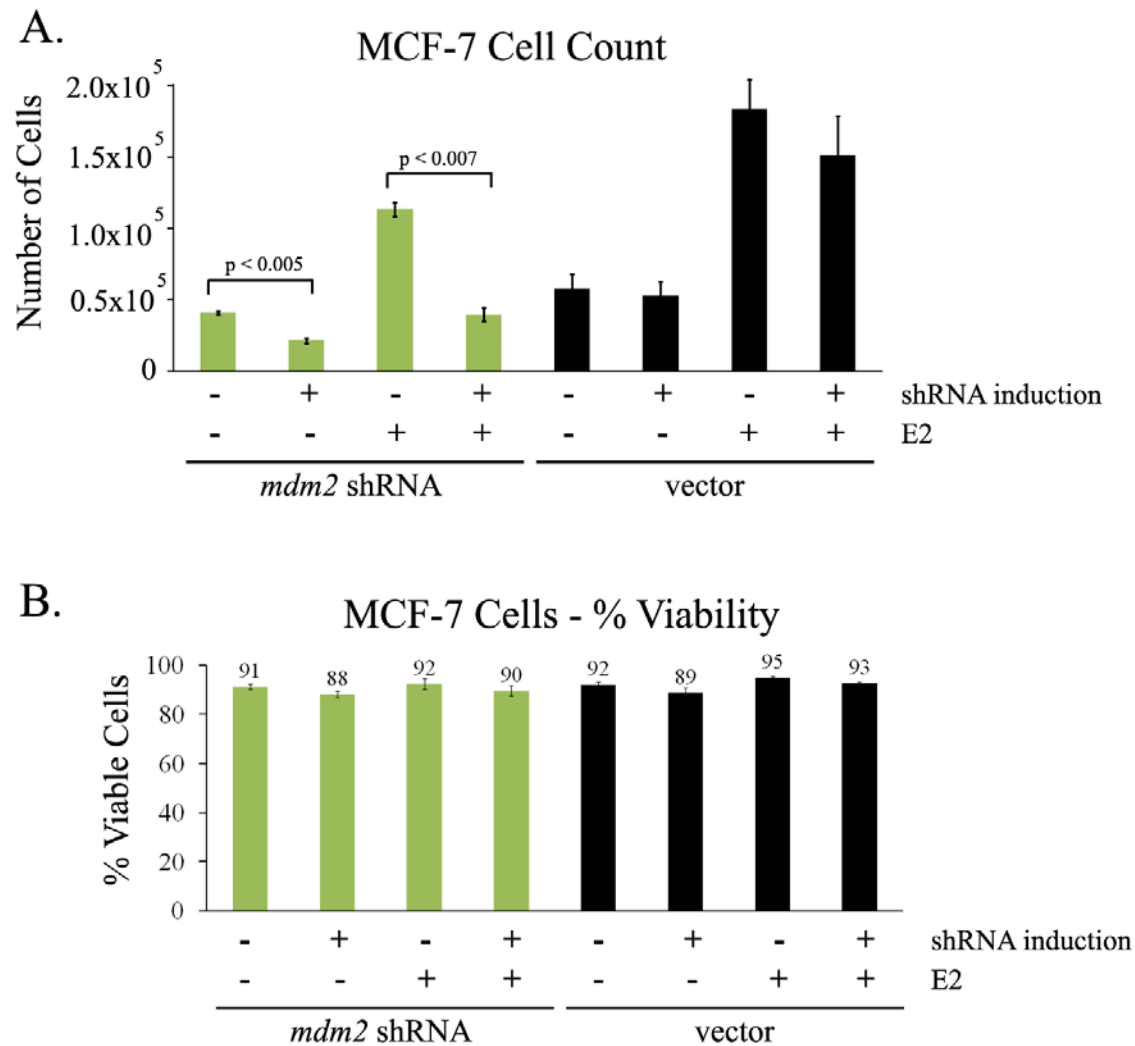 A.
MCF-7 Cell Count
Number of Cells
2.0x10^5
1.5x10^5
1.0x10^5
0.5x10^5
0
p < 0.005
p < 0.007
- + - + - + - + shRNA induction
- - + + - - + + E2
mdm2 shRNA vector
B.
MCF-7 Cells - % Viability
% Viable Cells
100
80
60
40
20
0
91 88 92 90 92 89 95 93
- + - + - + - + shRNA induction
- - + + - - + + E2
mdm2 shRNA vector